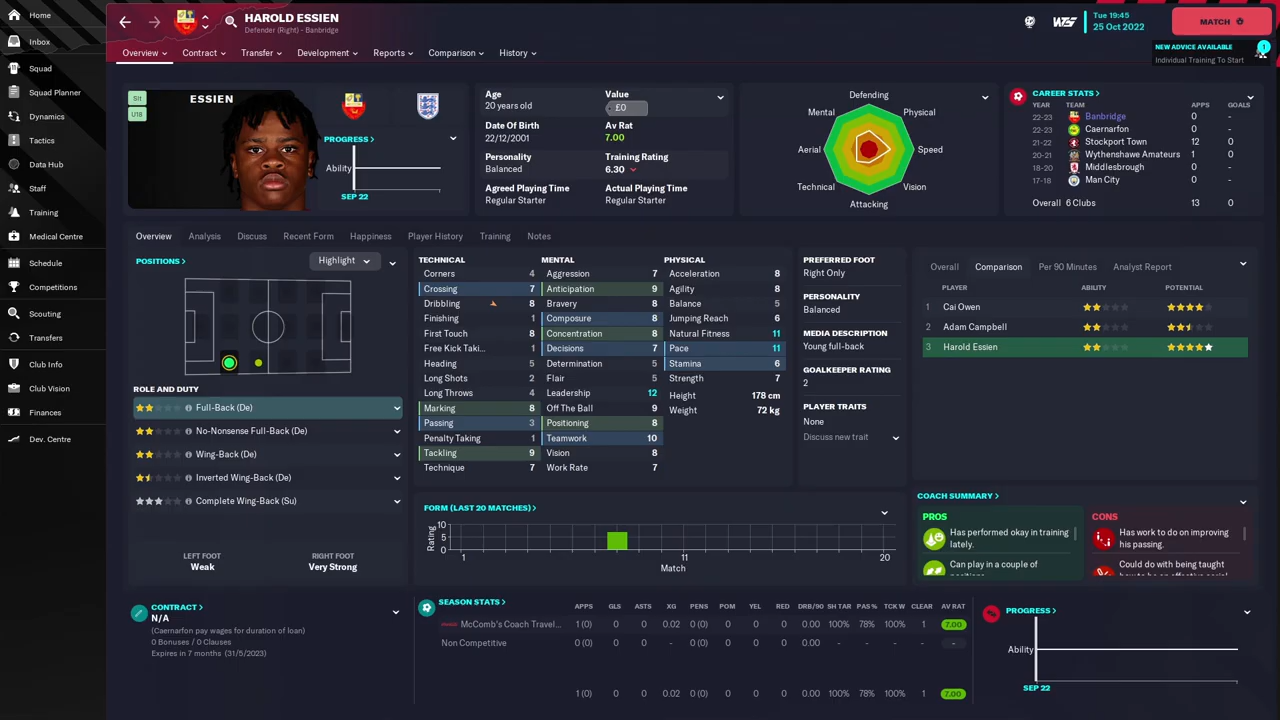 Home
Inbox
Squad
Squad Planner
Dynamics
Tactics
Data Hub
Staff
Training
Medical Centre
Schedule
Competitions
Scouting
Transfers
Club Info
Club Vision
Finances
Dev. Centre
HAROLD ESSIEN
Defender (Right) - Banbridge
Tue 19:45
25 Oct 2022
MATCH
Overview Contract Transfer Development Reports Comparison History
NEW ADVICE AVAILABLE 1
Individual Training To Start
Slt
U18
ESSIEN
PROGRESS >
Ability
SEP 22
Age
20 years old
Value
£0
Date Of Birth
22/12/2001
Av Rat
7.00
Personality
Balanced
Training Rating
6.30
Agreed Playing Time
Regular Starter
Actual Playing Time
Regular Starter
Defending
Mental Physical
Aerial Speed
Technical Vision
Attacking
CAREER STATS >
YEAR TEAM APPS GOALS
22-23 Banbridge 0 -
22-23 Caernarfon 0 -
21-22 Stockport Town 12 0
20-21 Wythenshawe Amateurs 1 0
18-20 Middlesbrough 0 -
17-18 Man City 0 -
Overall 6 Clubs 13 0
Overview Analysis Discuss Recent Form Happiness Player History Training Notes
POSITIONS >
Highlight
ROLE AND DUTY
Full-Back (De)
No-Nonsense Full-Back (De)
Wing-Back (De)
Inverted Wing-Back (De)
Complete Wing-Back (Su)
LEFT FOOT
Weak
RIGHT FOOT
Very Strong
TECHNICAL
Corners 4
Crossing 7
Dribbling 8
Finishing 1
First Touch 8
Free Kick Taki... 1
Heading 5
Long Shots 2
Long Throws 4
Marking 8
Passing 3
Penalty Taking 1
Tackling 9
Technique 7
MENTAL
Aggression 7
Anticipation 9
Bravery 8
Composure 8
Concentration 8
Decisions 7
Determination 5
Flair 5
Leadership 12
Off The Ball 9
Positioning 8
Teamwork 10
Vision 8
Work Rate 7
PHYSICAL
Acceleration 8
Agility 8
Balance 5
Jumping Reach 6
Natural Fitness 11
Pace 11
Stamina 6
Strength 7
Height 178 cm
Weight 72 kg
PREFERRED FOOT
Right Only
PERSONALITY
Balanced
MEDIA DESCRIPTION
Young full-back
GOALKEEPER RATING
2
PLAYER TRAITS
None
Discuss new trait
Overall Comparison Per 90 Minutes Analyst Report
PLAYER ABILITY POTENTIAL
1 Cai Owen
2 Adam Campbell
3 Harold Essien
FORM (LAST 20 MATCHES) >
Rating
10
5
0
1 11 20
Match
COACH SUMMARY >
PROS
Has performed okay in training
lately.
Can play in a couple of
CONS
Has work to do on improving
his passing.
Could do with being taught
CONTRACT >
N/A
(Caernarfon pay wages for duration of loan)
0 Bonuses / 0 Clauses
Expires in 7 months (31/5/2023)
SEASON STATS > APPS GLS ASTS XG PENS POM YEL RED DRB/90 SH TAR PAS% TCK W CLEAR AV RAT
McComb's Coach Travel... 1 (0) 0 0 0.02 0 (0) 0 0 0 0.00 100% 78% 100% 1 7.00
Non Competitive 0 (0) 0 0 - 0 (0) 0 0 0 0.00 - - - - -
1 (0) 0 0 0.02 0 (0) 0 0 0 0.00 100% 78% 100% 1 7.00
PROGRESS >
Ability
SEP 22